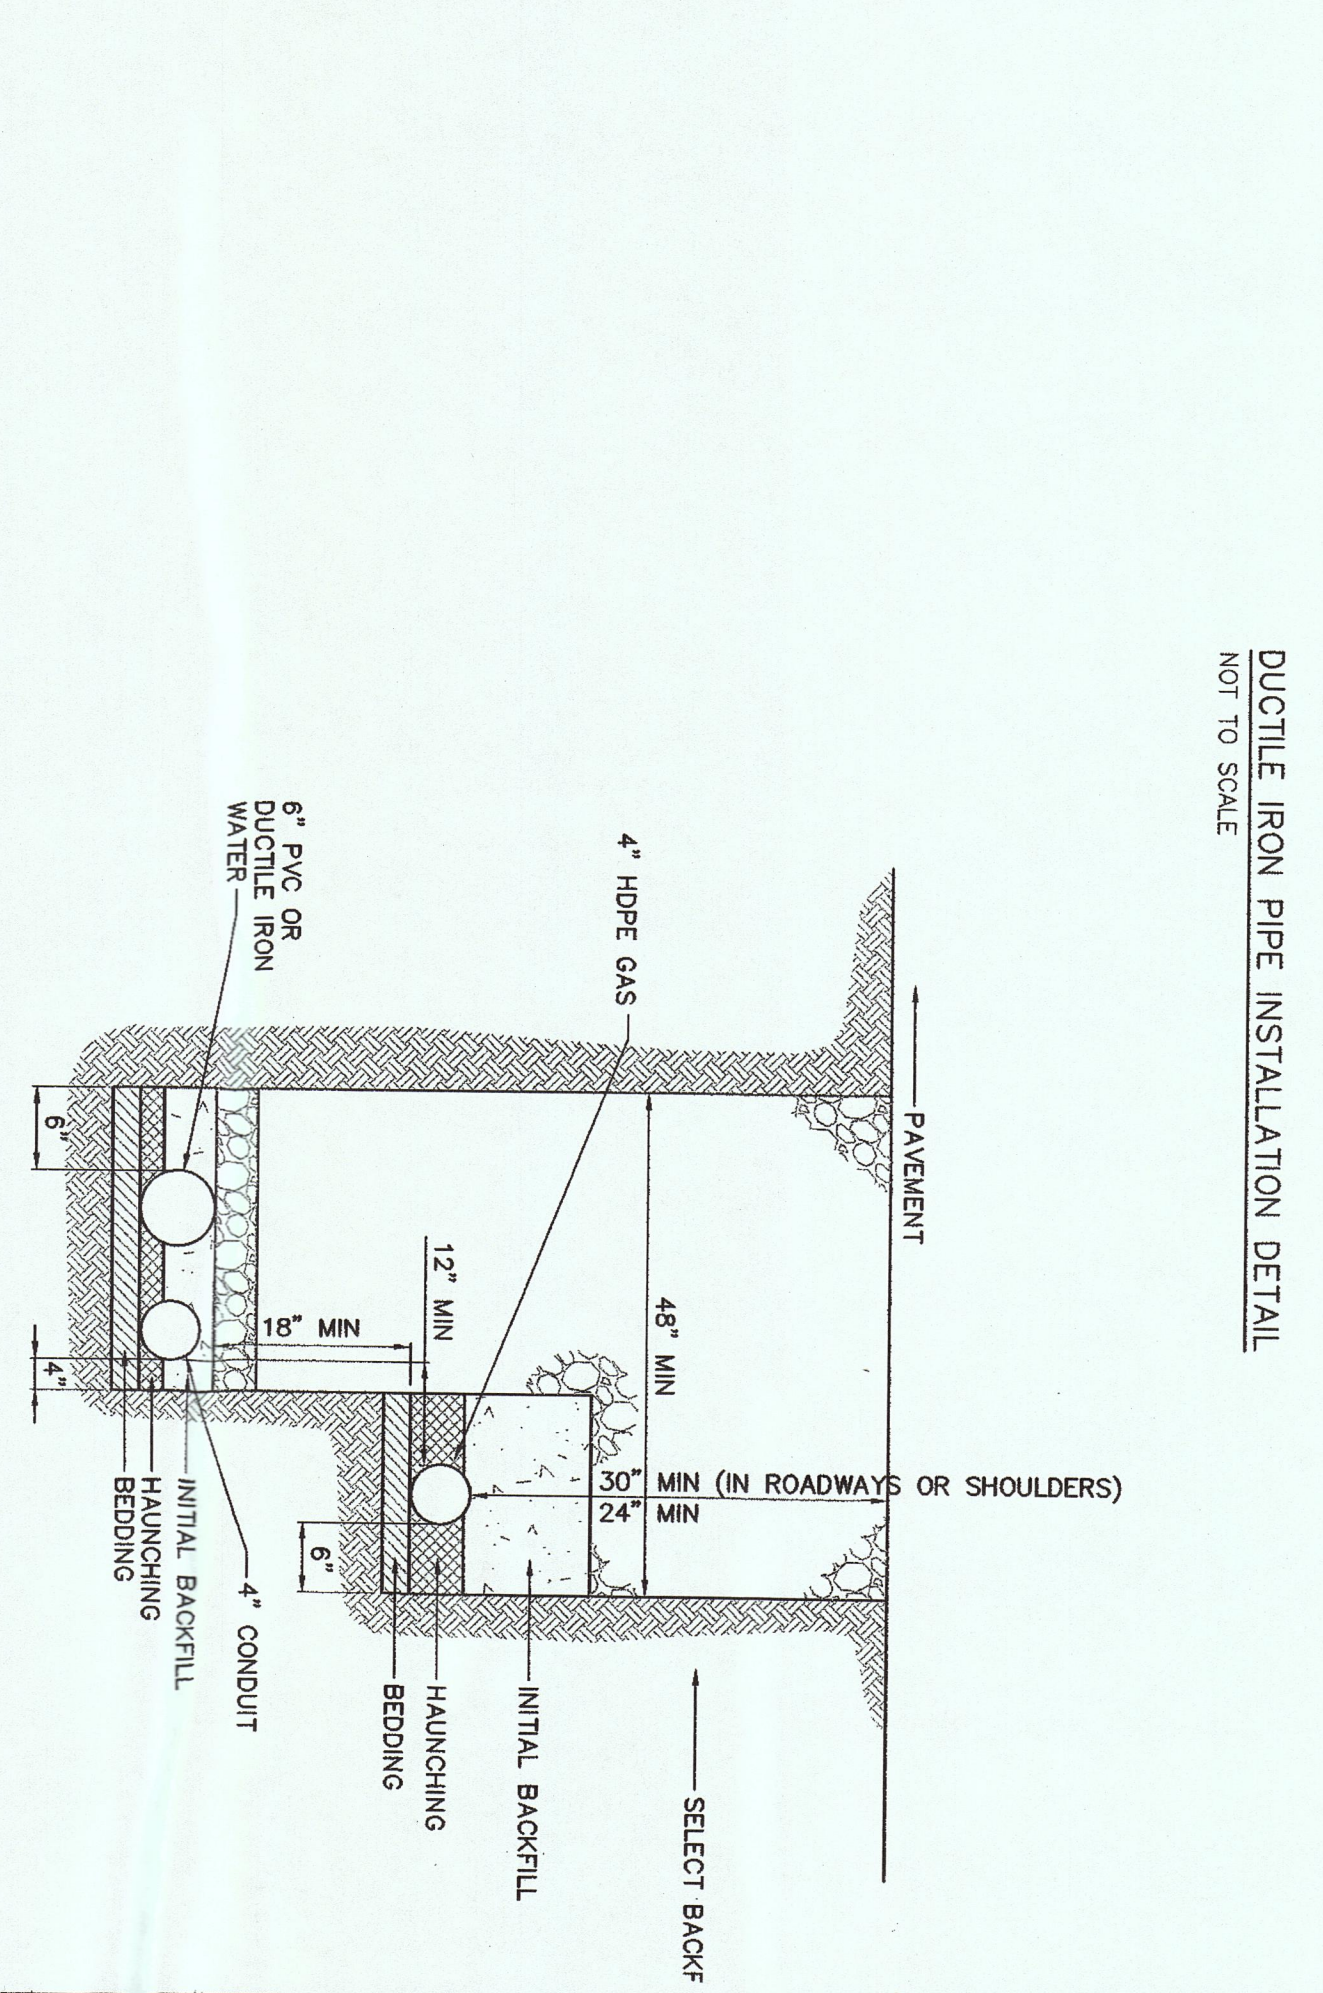 DUCTILE IRON PIPE INSTALLATION DETAIL
NOT TO SCALE
PAVEMENT
SELECT BACKF
48" MIN
4" HDPE GAS
30" MIN (IN ROADWAYS OR SHOULDERS)
24" MIN
INITIAL BACKFILL
12" MIN
HAUNCHING
BEDDING
6"
18" MIN
6" PVC OR
DUCTILE IRON
WATER
4" CONDUIT
INITIAL BACKFILL
HAUNCHING
BEDDING
6"
4"